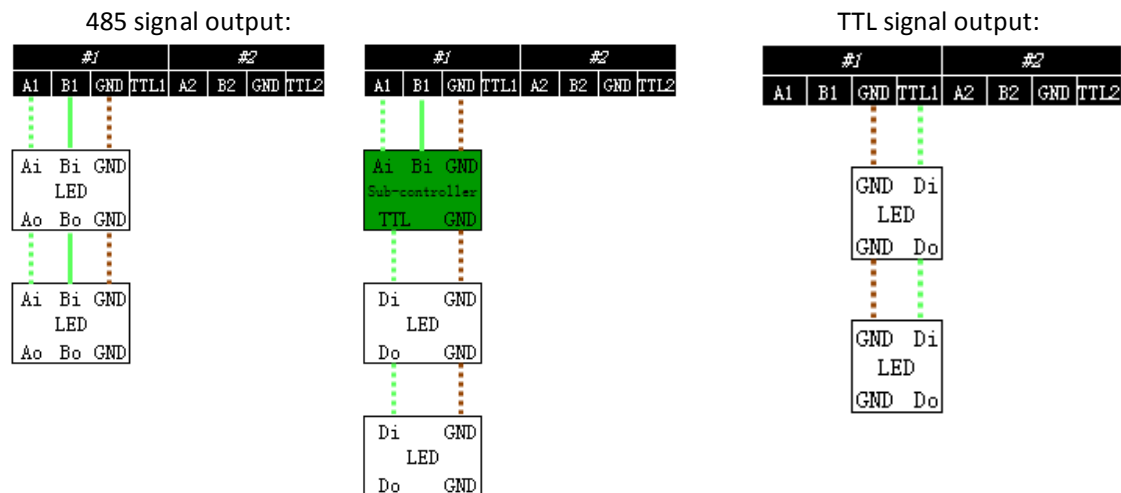 485 signal output:
TTL signal output:
#1 #2
A1 B1 GND TTL1 A2 B2 GND TTL2
Ai Bi GND
LED
Ao Bo GND
Ai Bi GND
LED
Ao Bo GND
#1 #2
A1 B1 GND TTL1 A2 B2 GND TTL2
Ai Bi GND
Sub-controller
TTL GND
Di GND
LED
Do GND
Di GND
LED
Do GND
#1 #2
A1 B1 GND TTL1 A2 B2 GND TTL2
GND Di
LED
GND Do
GND Di
LED
GND Do